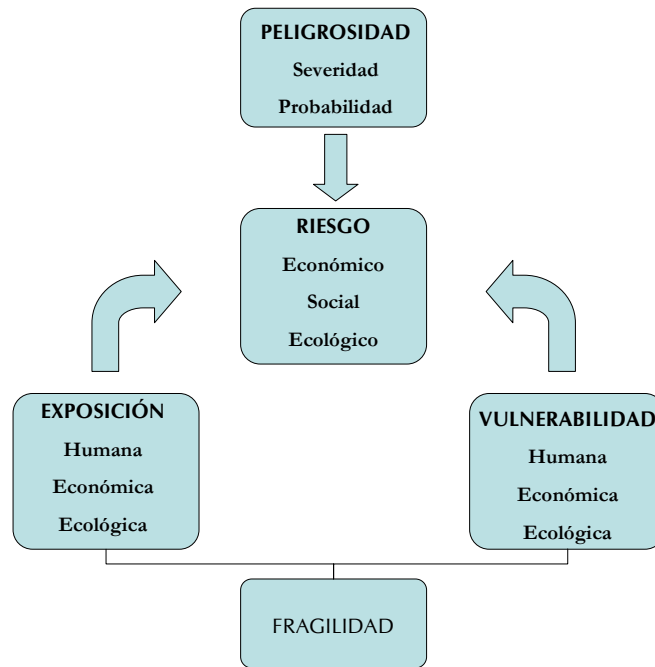 PELIGROSIDAD
Severidad
Probabilidad
RIESGO
Económico
Social
Ecológico
EXPOSICIÓN
Humana
Económica
Ecológica
VULNERABILIDAD
Humana
Económica
Ecológica
FRAGILIDAD